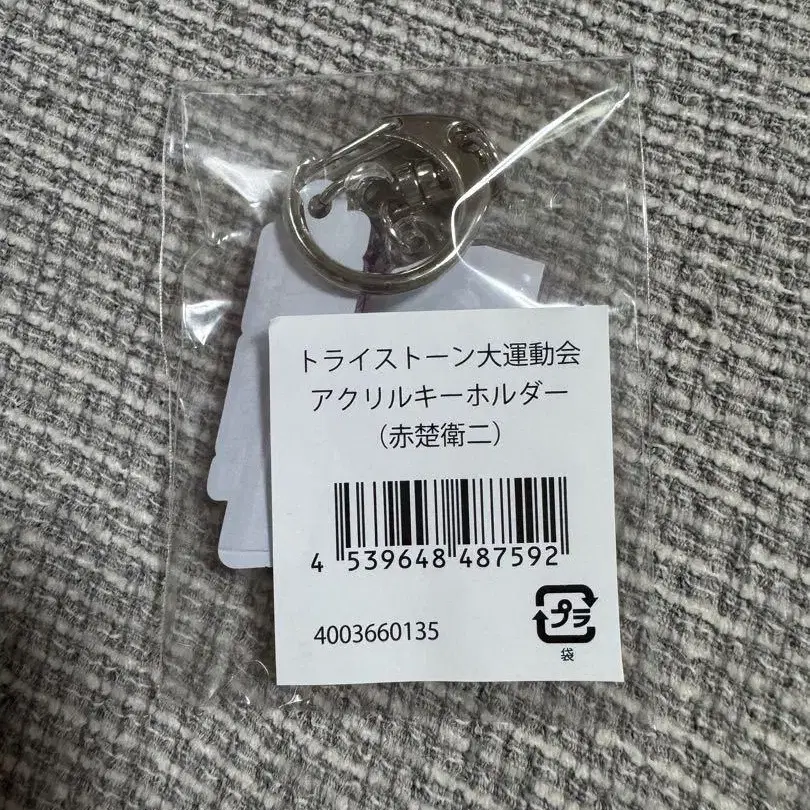 トライストーン大運動会
アクリルキーホルダー
（赤楚衛二）
4 539648 487592
4003660135
プラ
袋